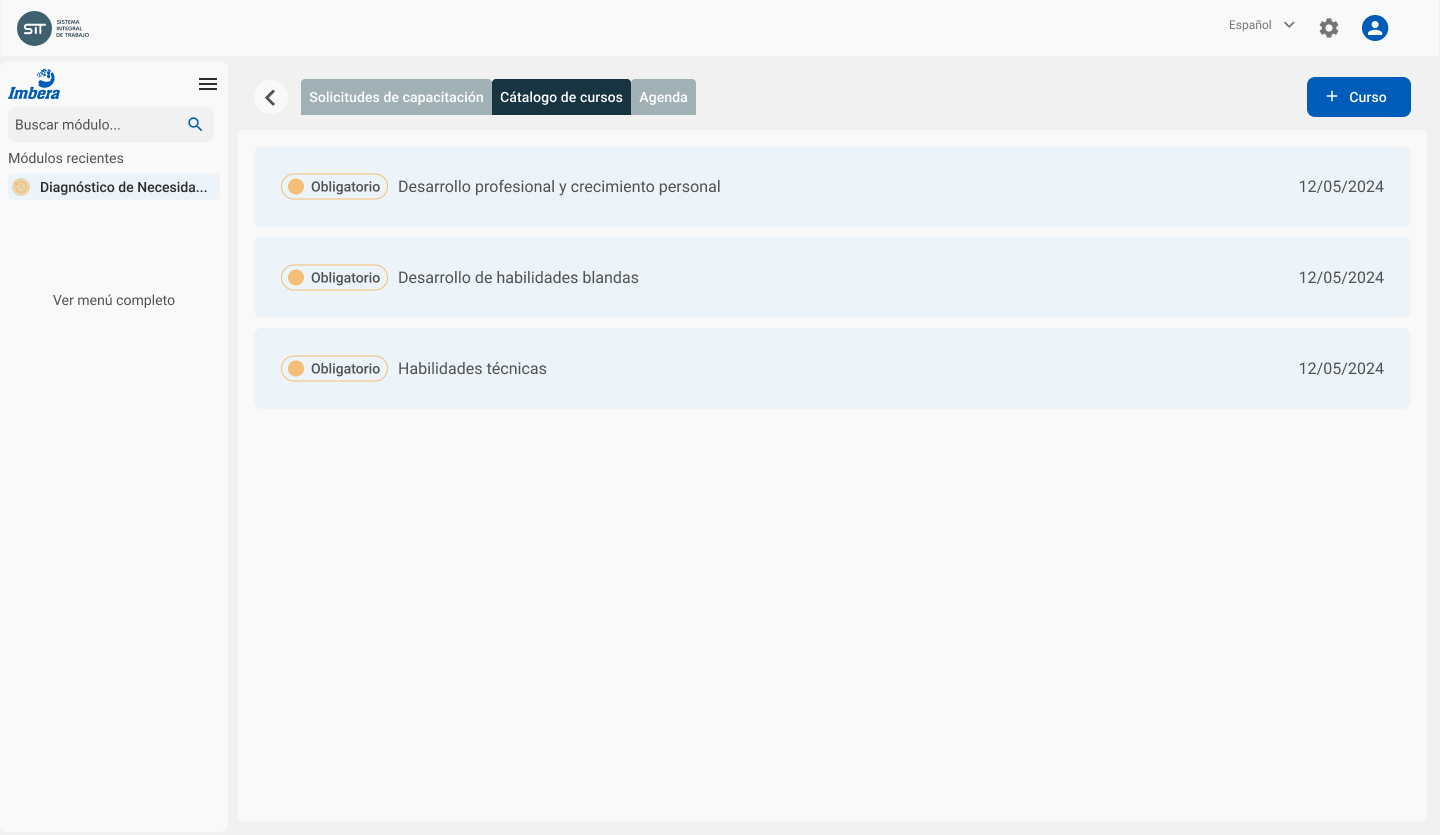 SIT
SISTEMA
INTEGRAL
DE TRABAJO
Español
Imbera
Buscar módulo...
Módulos recientes
Diagnóstico de Necesida...
Ver menú completo
Solicitudes de capacitación
Cátalogo de cursos
Agenda
+ Curso
Obligatorio Desarrollo profesional y crecimiento personal 12/05/2024
Obligatorio Desarrollo de habilidades blandas 12/05/2024
Obligatorio Habilidades técnicas 12/05/2024